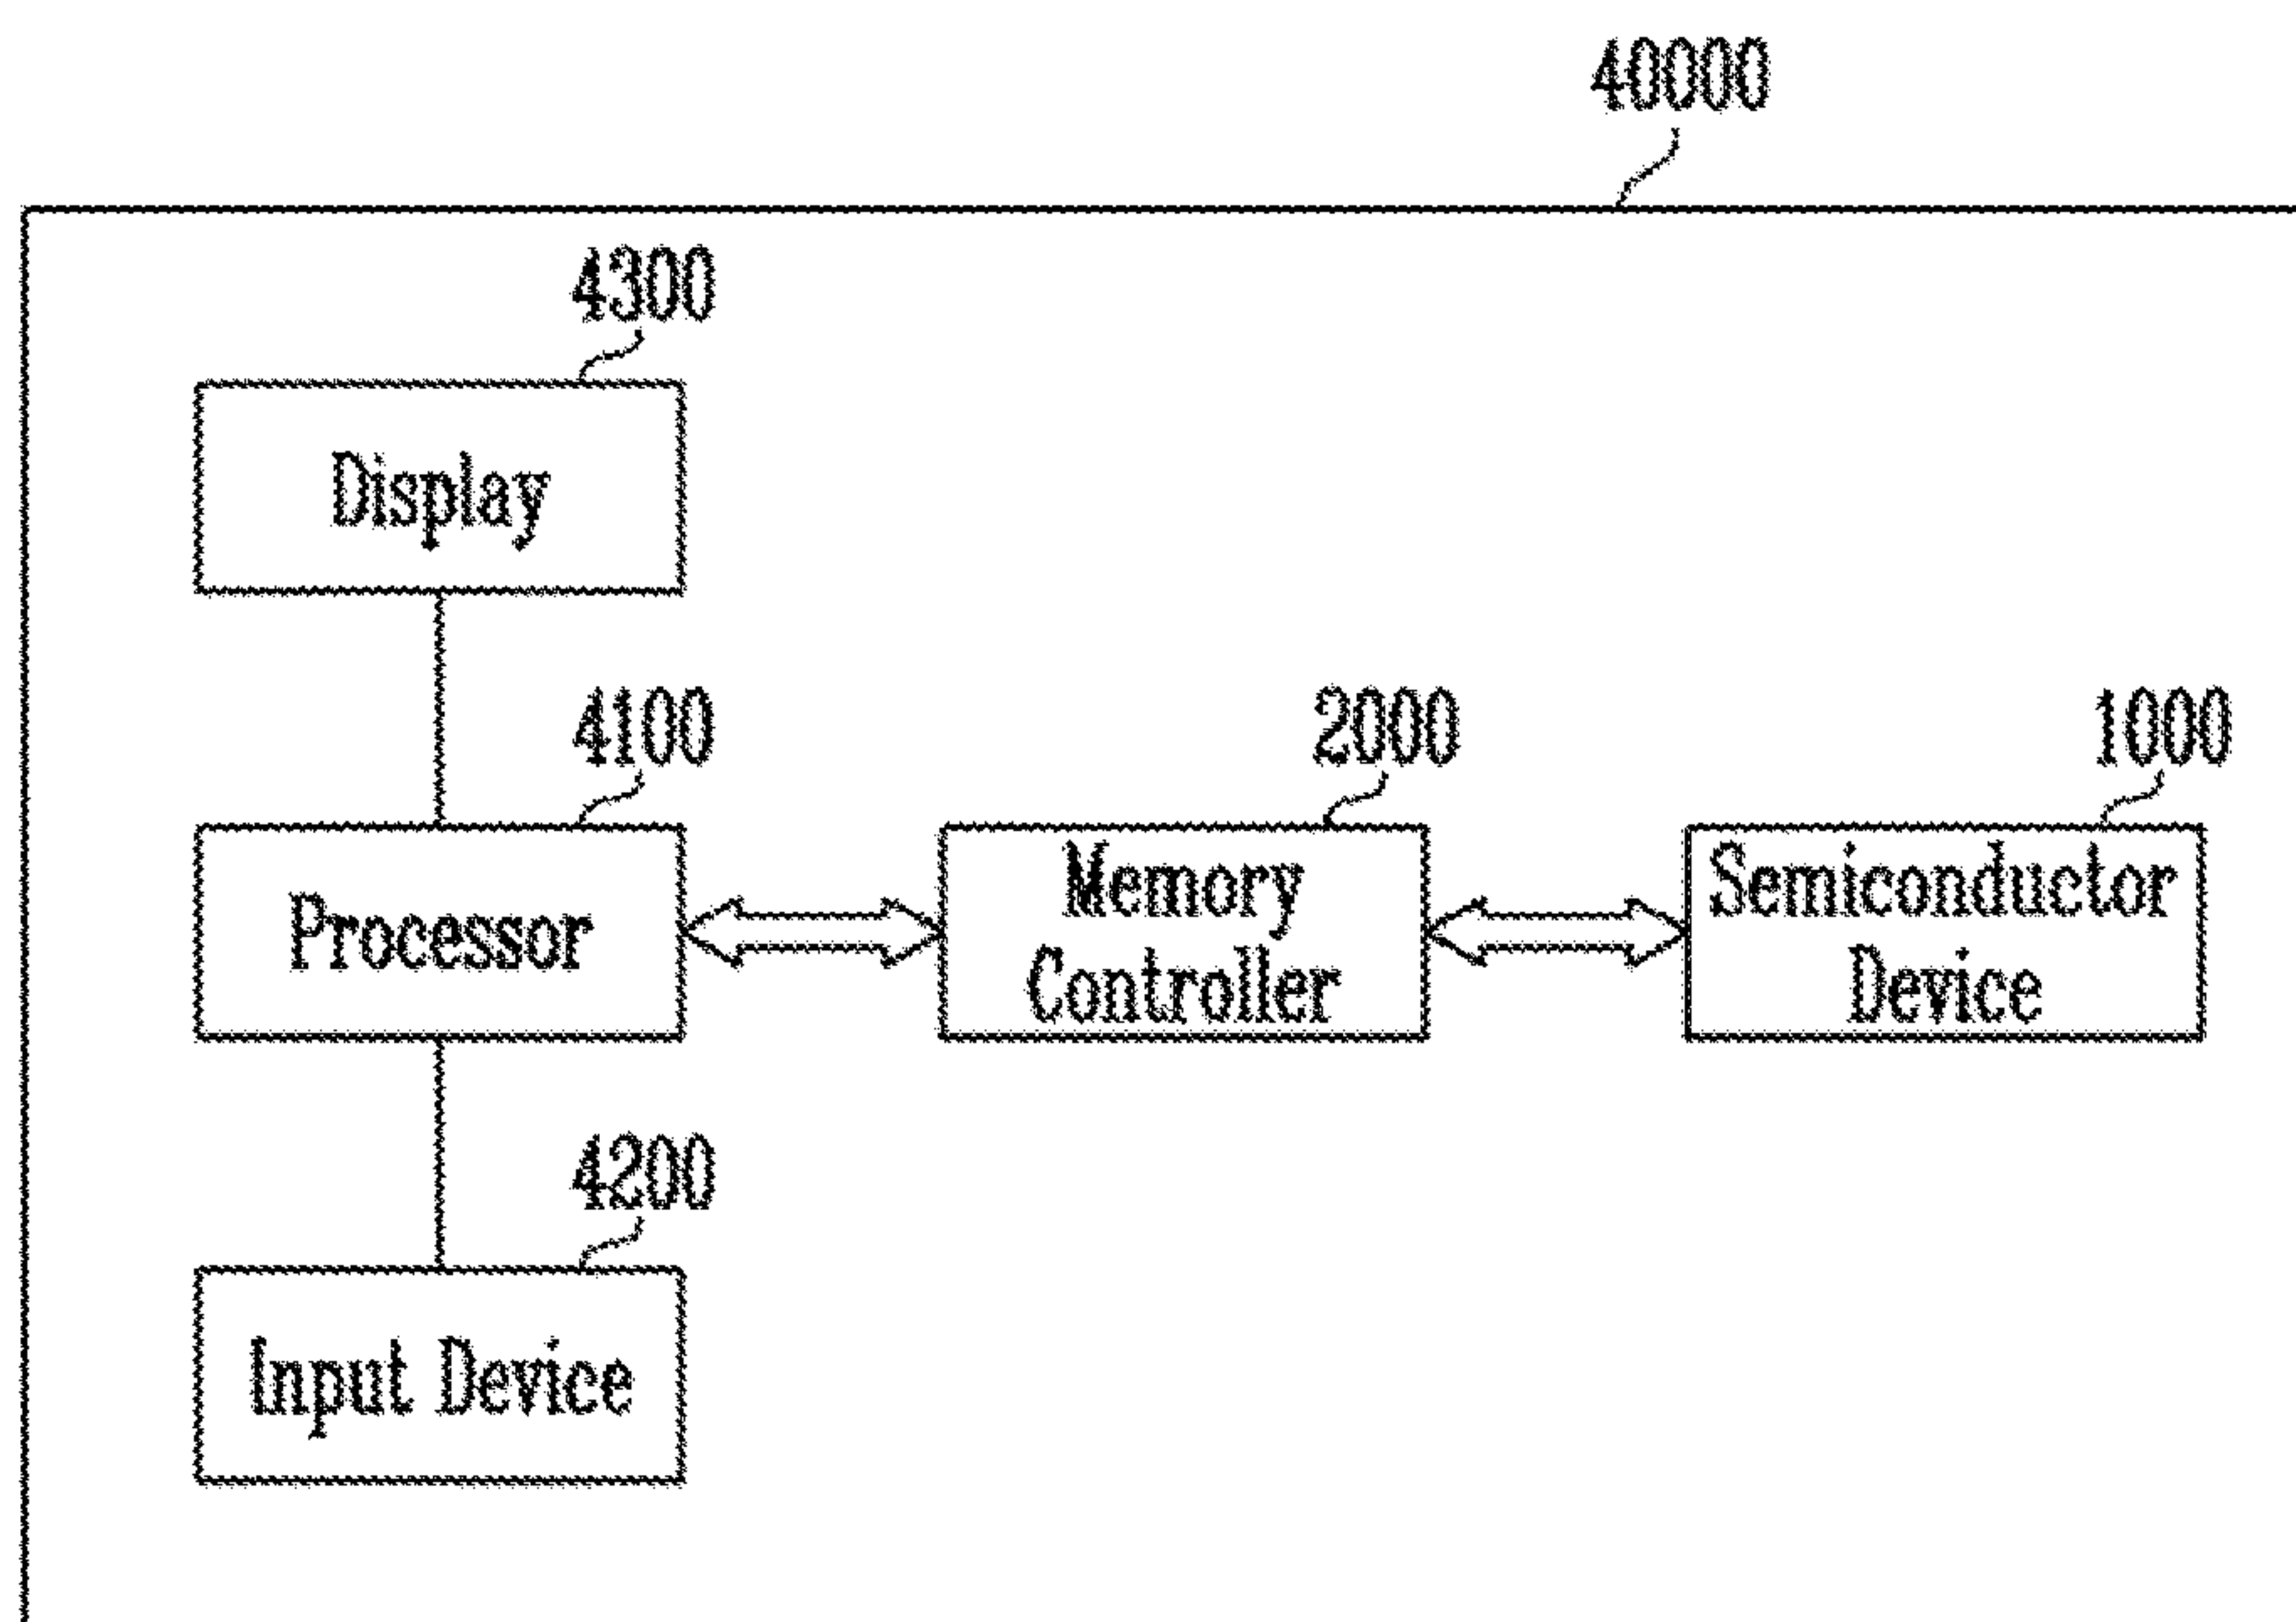 40000
4300
Display
4100
2000
1000
Processor
Memory
Controller
Semiconductor
Device
4200
Input Device